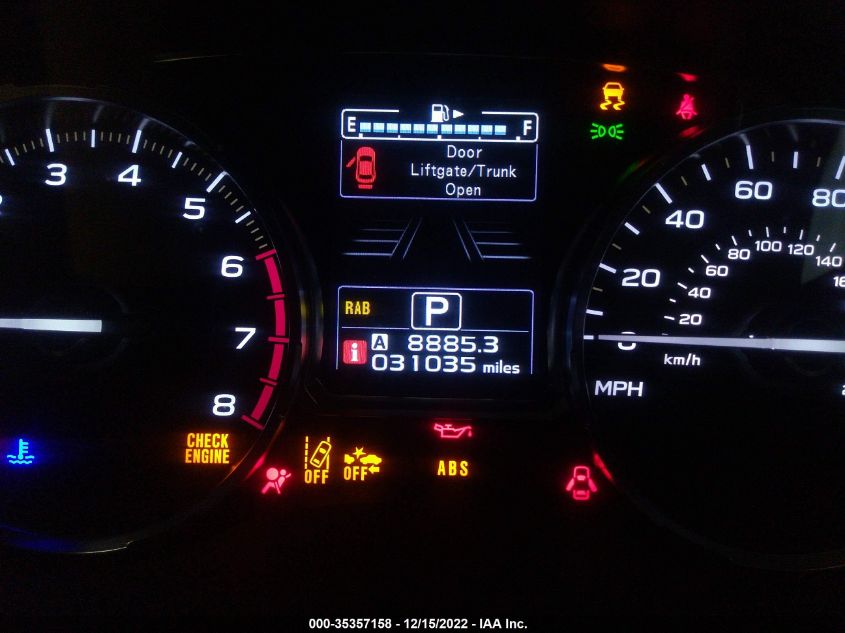 E F
Door
Liftgate/Trunk
Open
3 4 5 6 7 8
20 40 60 80
20 40 60 80 100 120 140
km/h
MPH
RAB P
i A 8885.3
031035 miles
CHECK
ENGINE
OFF OFF ABS
000-35357158 - 12/15/2022 - IAA Inc.